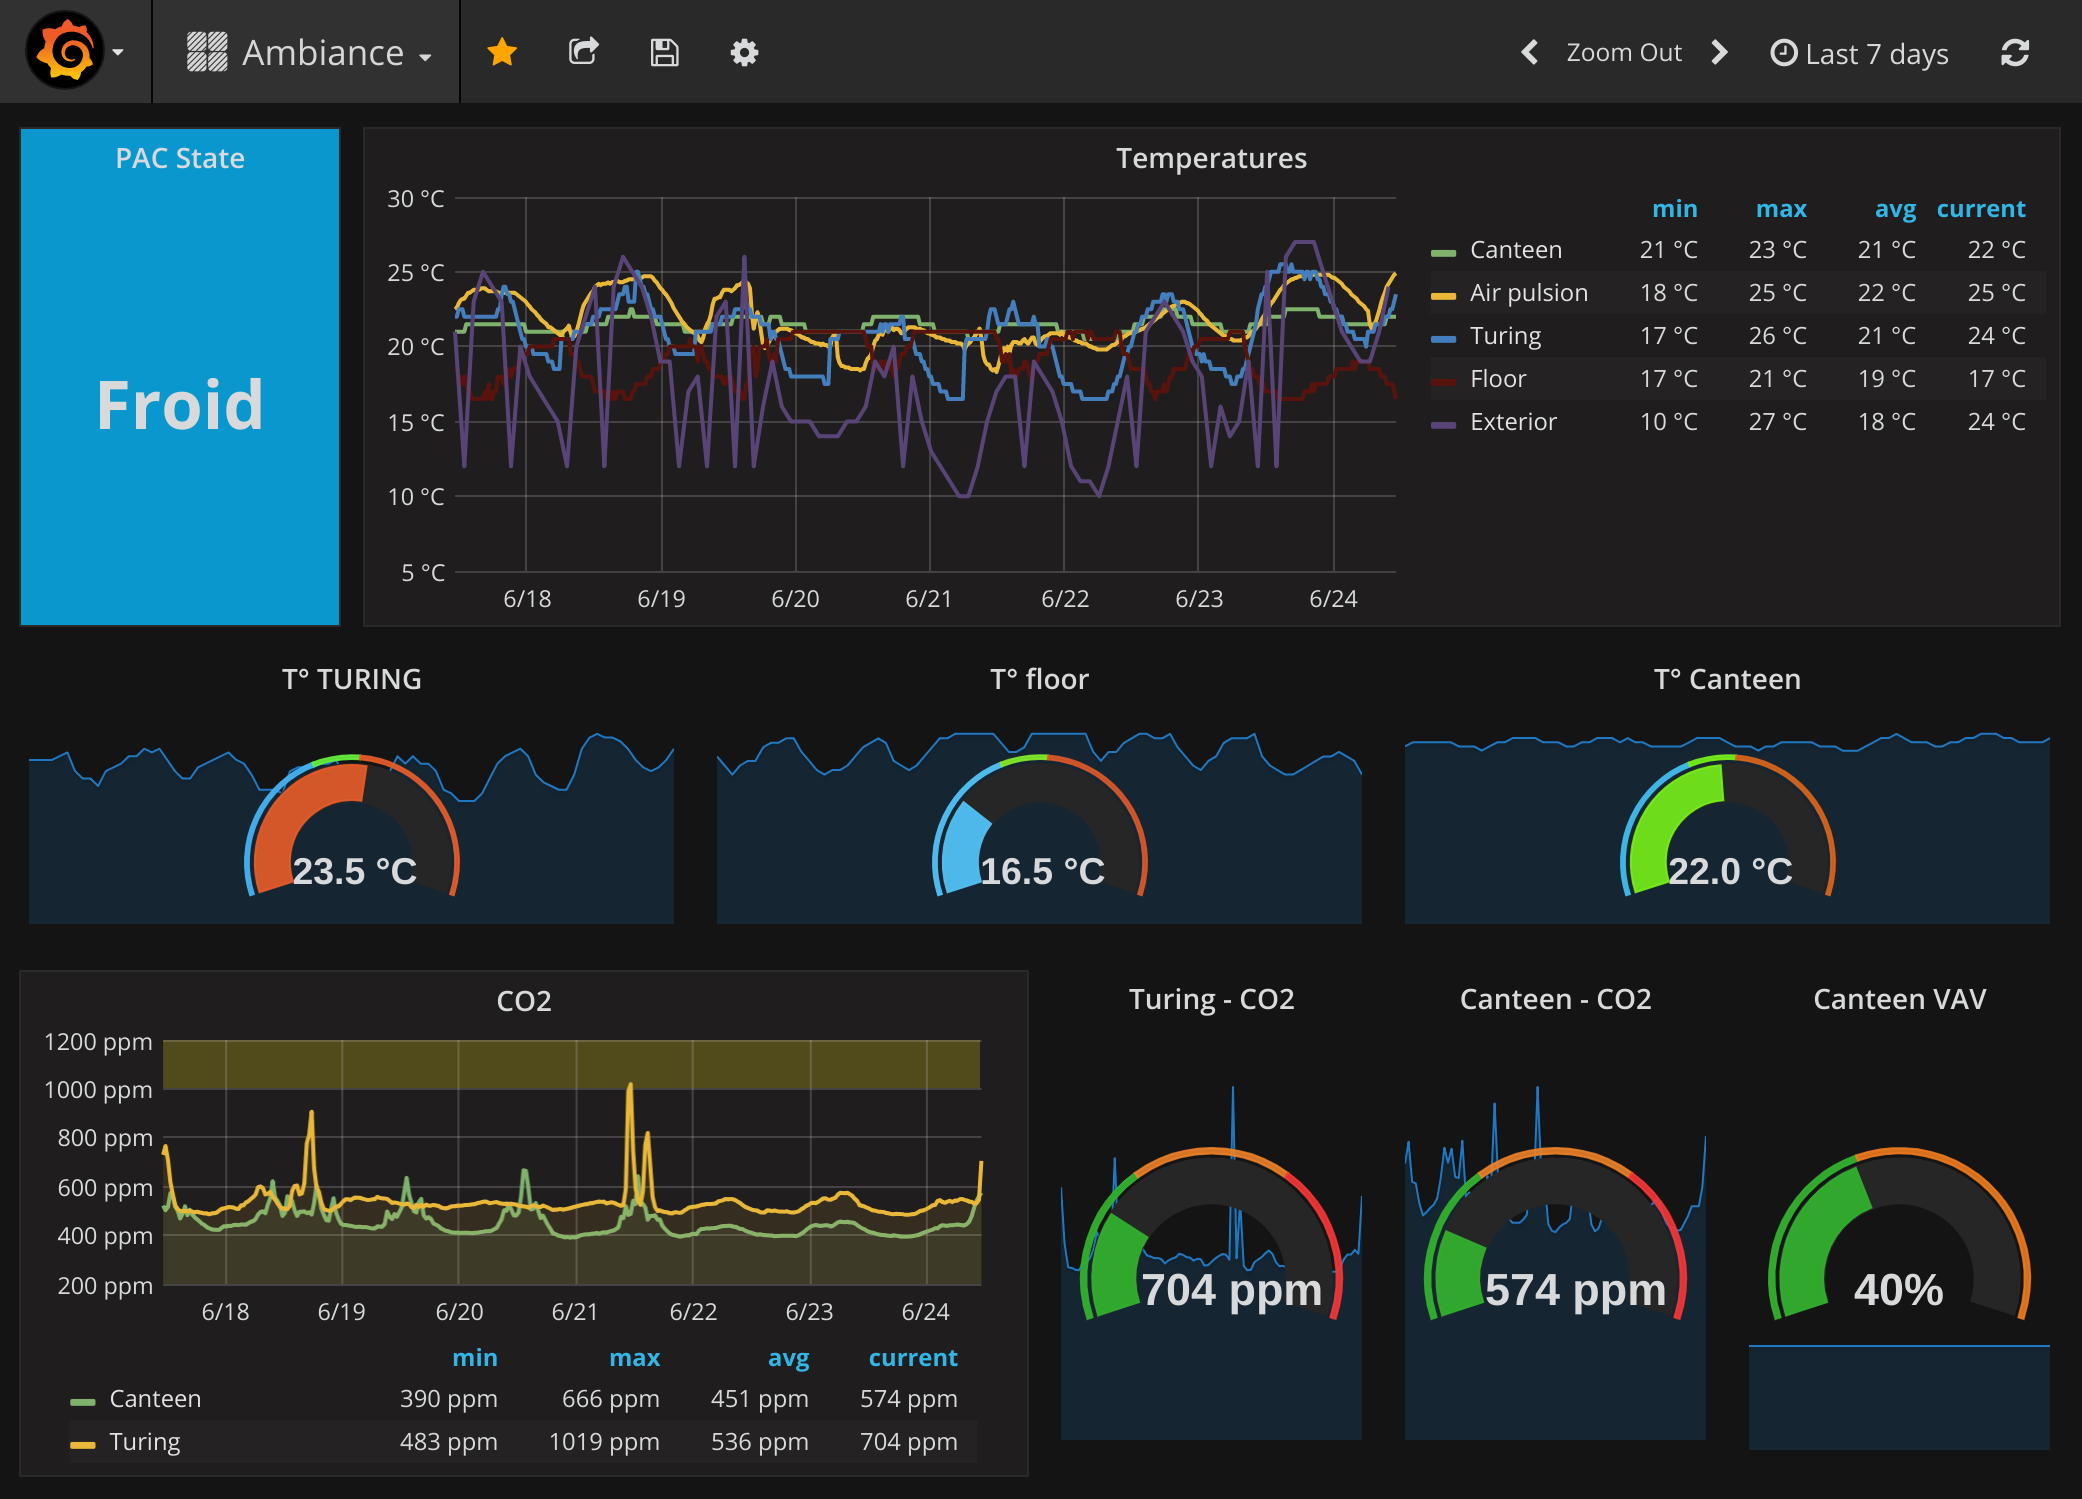 Ambiance
Zoom Out
Last 7 days
PAC State
Froid
Temperatures
30 °C
25 °C
20 °C
15 °C
10 °C
5 °C
6/18 6/19 6/20 6/21 6/22 6/23 6/24
min max avg current
Canteen 21 °C 23 °C 21 °C 22 °C
Air pulsion 18 °C 25 °C 22 °C 25 °C
Turing 17 °C 26 °C 21 °C 24 °C
Floor 17 °C 21 °C 19 °C 17 °C
Exterior 10 °C 27 °C 18 °C 24 °C
T° TURING
23.5 °C
T° floor
16.5 °C
T° Canteen
22.0 °C
CO2
1200 ppm
1000 ppm
800 ppm
600 ppm
400 ppm
200 ppm
6/18 6/19 6/20 6/21 6/22 6/23 6/24
min max avg current
Canteen 390 ppm 666 ppm 451 ppm 574 ppm
Turing 483 ppm 1019 ppm 536 ppm 704 ppm
Turing - CO2
704 ppm
Canteen - CO2
574 ppm
Canteen VAV
40%